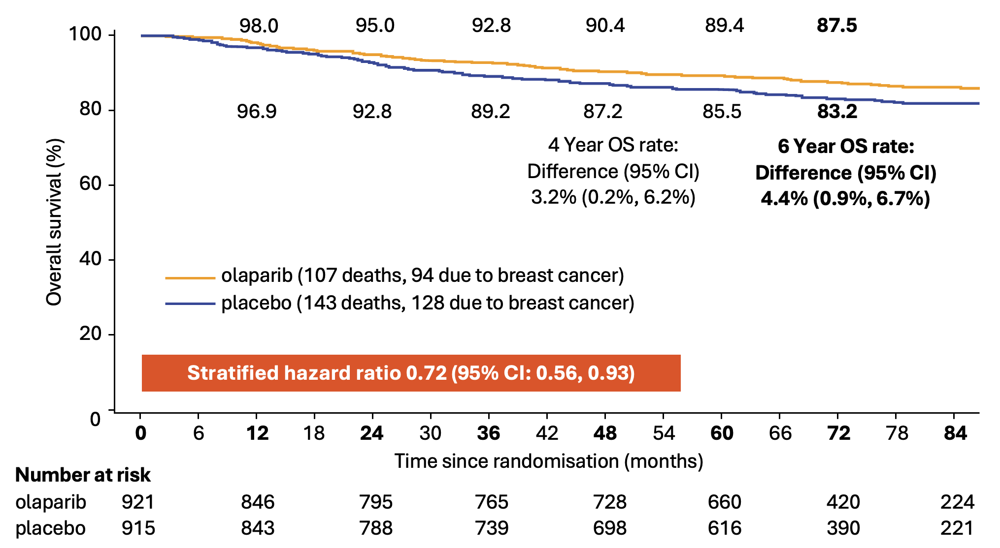 98.0 95.0 92.8 90.4 89.4 87.5
100
80
60
40
20
0
Overall survival (%)
96.9 92.8 89.2 87.2 85.5 83.2
4 Year OS rate:
Difference (95% CI)
3.2% (0.2%, 6.2%)
6 Year OS rate:
Difference (95% CI)
4.4% (0.9%, 6.7%)
olaparib (107 deaths, 94 due to breast cancer)
placebo (143 deaths, 128 due to breast cancer)
Stratified hazard ratio 0.72 (95% CI: 0.56, 0.93)
0 6 12 18 24 30 36 42 48 54 60 66 72 78 84
Time since randomisation (months)
Number at risk
olaparib 921 846 795 765 728 660 420 224
placebo 915 843 788 739 698 616 390 221